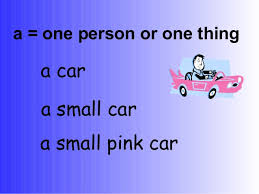 a = one person or one thing
a car
a small car
a small pink car